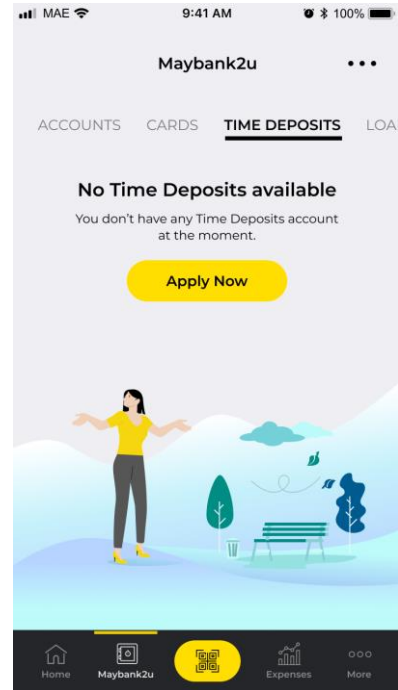 MAE 9:41 AM 100%
Maybank2u
ACCOUNTS CARDS TIME DEPOSITS LOA
No Time Deposits available
You don't have any Time Deposits account
at the moment.
Apply Now
Home Maybank2u Expenses More